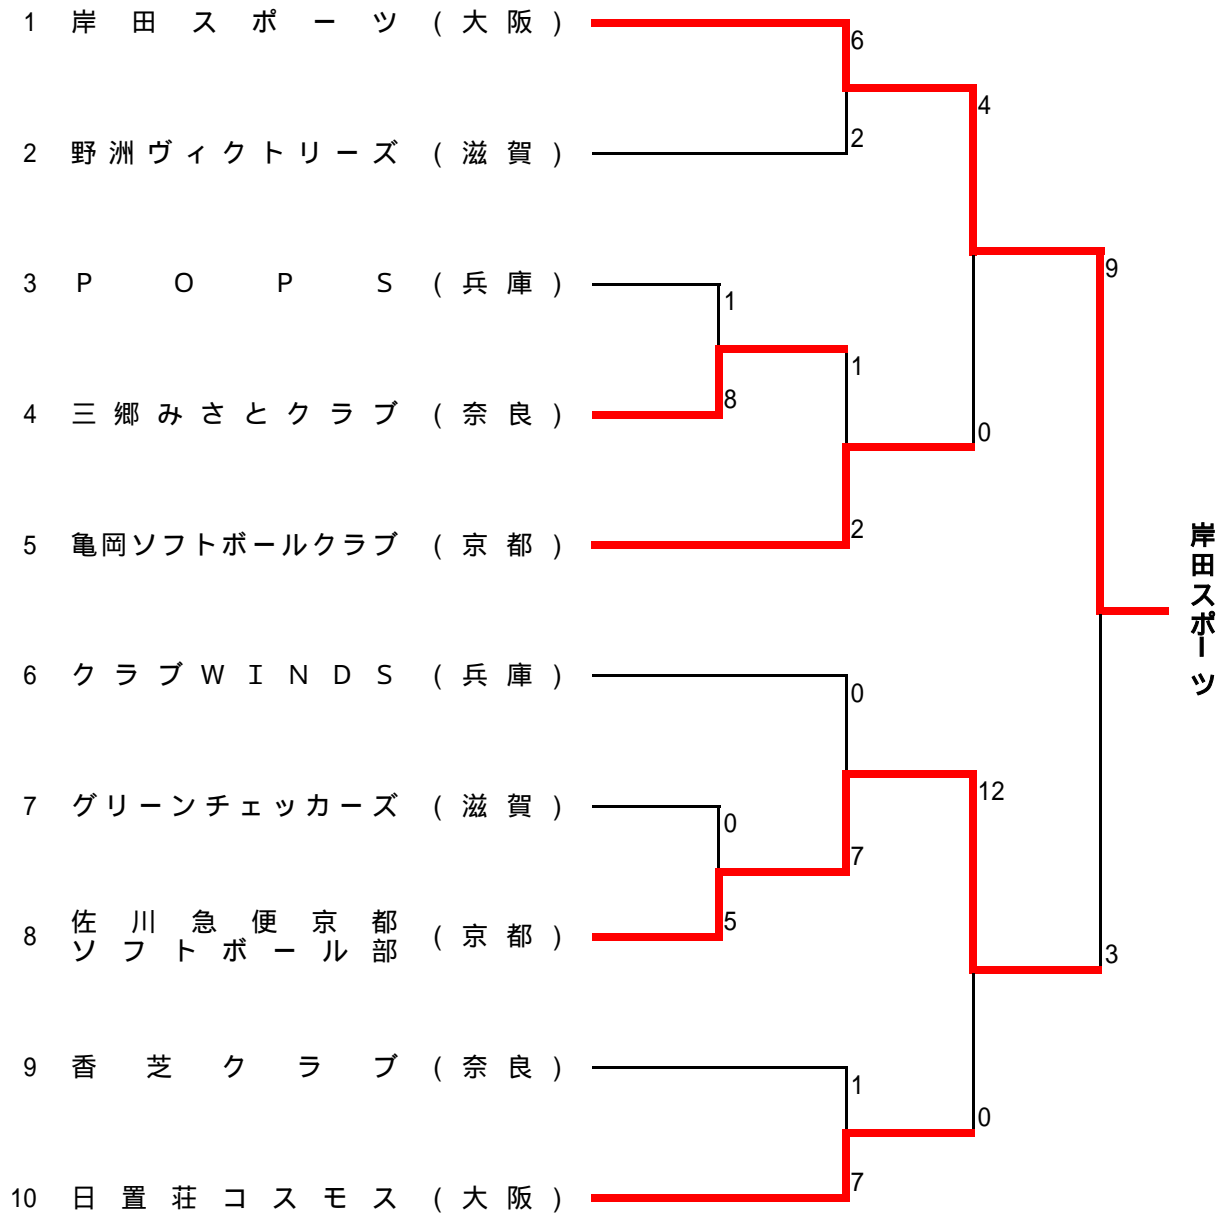 1 岸田スポーツ (大阪)
6
4
2 野洲ヴィクトリーズ (滋賀)
2
9
3 ＰＯＰＳ (兵庫)
1
1
4 三郷みさとクラブ (奈良)
8
0
5 亀岡ソフトボールクラブ (京都)
2
岸田スポーツ
6 クラブＷＩＮＤＳ (兵庫)
0
12
7 グリーンチェッカーズ (滋賀)
0
7
8 佐川急便京都
ソフトボール部 (京都)
5
3
9 香芝クラブ (奈良)
1
0
10 日置荘コスモス (大阪)
7